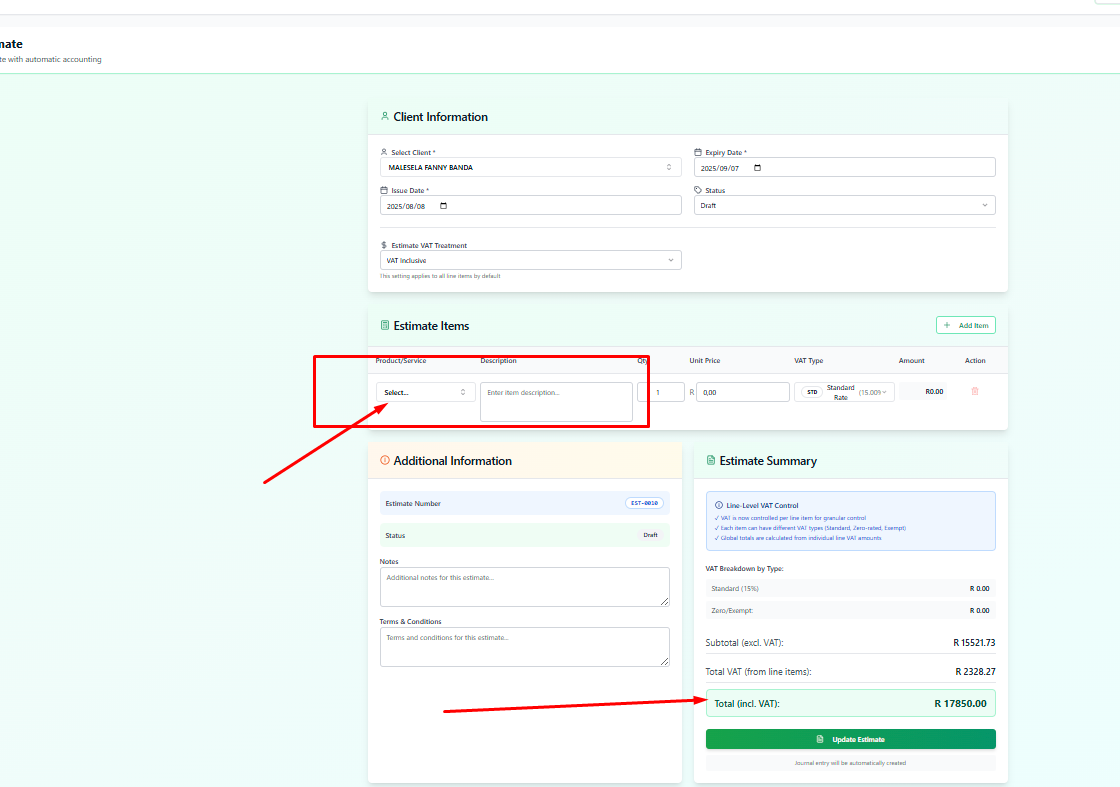 mate
te with automatic accounting
Client Information
Select Client *
MALESELA FANNY BANDA
Expiry Date *
2025/09/07
Issue Date *
2025/08/08
Status
Draft
$ Estimate VAT Treatment
VAT Inclusive
This setting applies to all line items by default
Estimate Items
+ Add Item
Product/Service Description Qty Unit Price VAT Type Amount Action
Select... Enter item description... 1 R 0,00 STD Standard Rate (15.00% R0.00
Additional Information
Estimate Number EST-0010
Status Draft
Notes
Additional notes for this estimate...
Terms & Conditions
Terms and conditions for this estimate...
Estimate Summary
Line-Level VAT Control
✓ VAT is now controlled per line item for granular control
✓ Each item can have different VAT types (Standard, Zero-rated, Exempt)
✓ Global totals are calculated from individual line VAT amounts
VAT Breakdown by Type:
Standard (15%) R 0.00
Zero/Exempt: R 0.00
Subtotal (excl. VAT): R 15521.73
Total VAT (from line items): R 2328.27
Total (incl. VAT): R 17850.00
Update Estimate
Journal entry will be automatically created